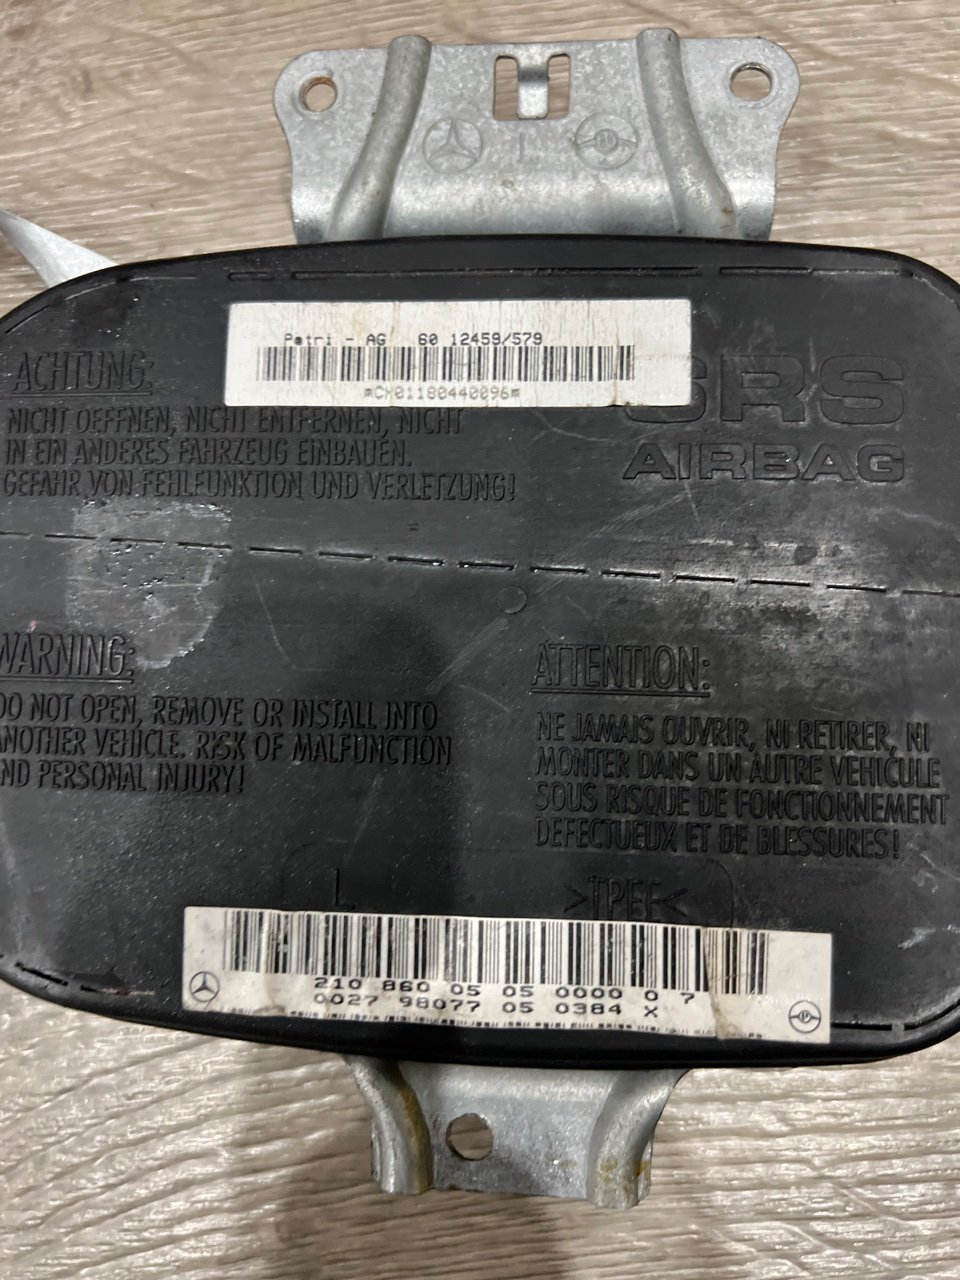 Petri - AG 60 12459/579
SRS
AIRBAG
ACHTUNG:
NICHT OEFFNEN, NICHT ENTFERNEN, NICHT
IN EIN ANDERES FAHRZEUG EINBAUEN.
GEFAHR VON FEHLFUNKTION UND VERLETZUNG!
WARNING:
DO NOT OPEN, REMOVE OR INSTALL INTO
ANOTHER VEHICLE. RISK OF MALFUNCTION
AND PERSONAL INJURY!
ATTENTION:
NE JAMAIS OUVRIR, NI RETIRER, NI
MONTER DANS UN AUTRE VEHICULE
SOUS RISQUE DE FONCTIONNEMENT
DEFECTUEUX ET DE BLESSURES!
L
>TPEE<
210 860 05 05 0000 0 7
0027 98077 05 0384 X